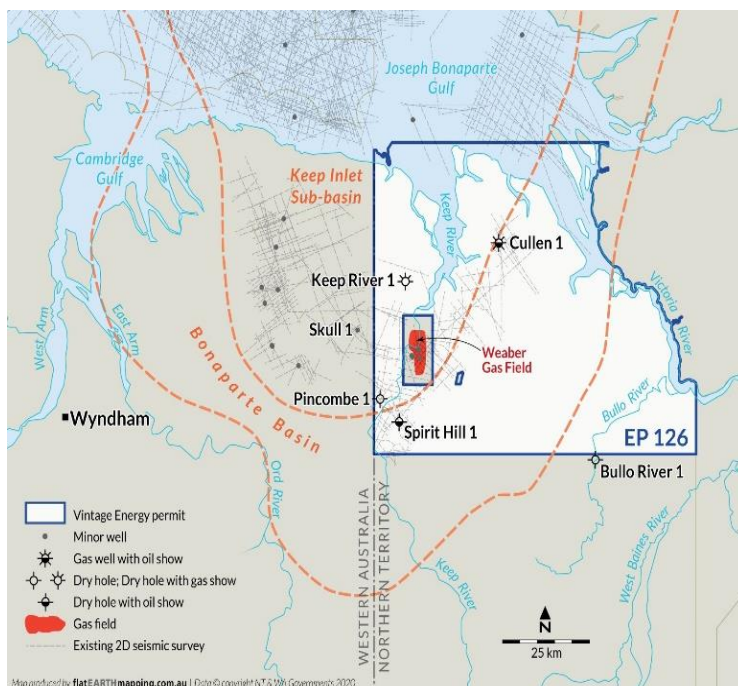 Joseph Bonaparte
Gulf
Cambridge
Gulf
Keep Inlet
Sub-basin
Keep River
Cullen 1
Keep River 1
Victoria River
Skull 1
Weaber
Gas Field
West Arm
East Arm
Bonaparte Basin
Pincombe 1
Bullo River
Wyndham
Spirit Hill 1
EP 126
Bullo River 1
Ord River
WESTERN AUSTRALIA
NORTHERN TERRITORY
Keep River
West Baines River
Vintage Energy permit
Minor well
Gas well with oil show
Dry hole; Dry hole with gas show
Dry hole with oil show
Gas field
Existing 2D seismic survey
N
25 km
Map produced by flatEARTHmapping.com.au | Data © copyright NT & WA Governments 2020